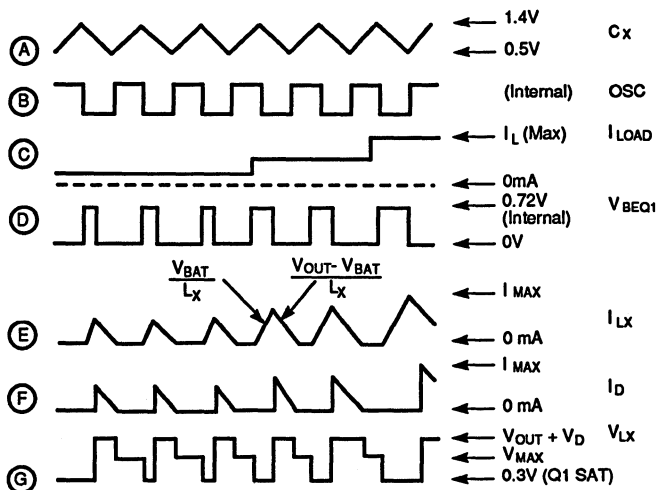 A 1.4V CX
0.5V
B (Internal) OSC
C IL (Max) ILOAD
0mA
D 0.72V
(Internal) VBEQ1
0V
VBAT
LX
VOUT- VBAT
LX
E IMAX ILX
0 mA
F IMAX ID
0 mA
G VOUT + VD VLX
VMAX
0.3V (Q1 SAT)